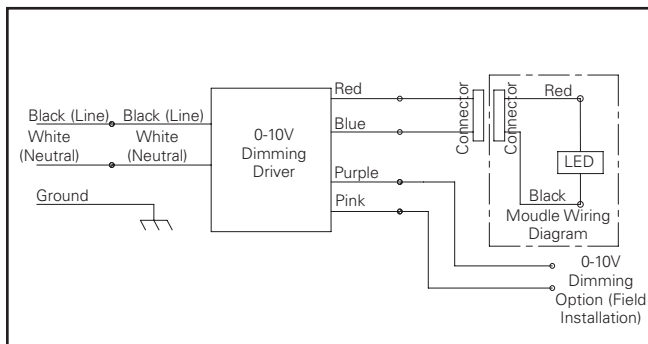 Black (Line)
White
(Neutral)
Ground
Black (Line)
White
(Neutral)
0-10V
Dimming
Driver
Red
Blue
Purple
Pink
Connector
Connector
Red
LED
Black
Moudle Wiring
Diagram
0-10V
Dimming
Option (Field
Installation)